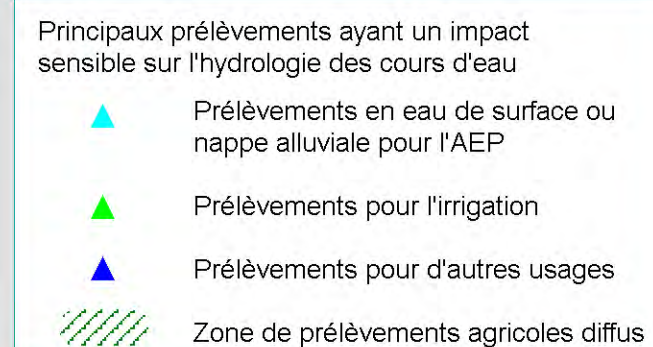 Principaux prélèvements ayant un impact
sensible sur l'hydrologie des cours d'eau
Prélèvements en eau de surface ou
nappe alluviale pour l'AEP
Prélèvements pour l'irrigation
Prélèvements pour d'autres usages
Zone de prélèvements agricoles diffus